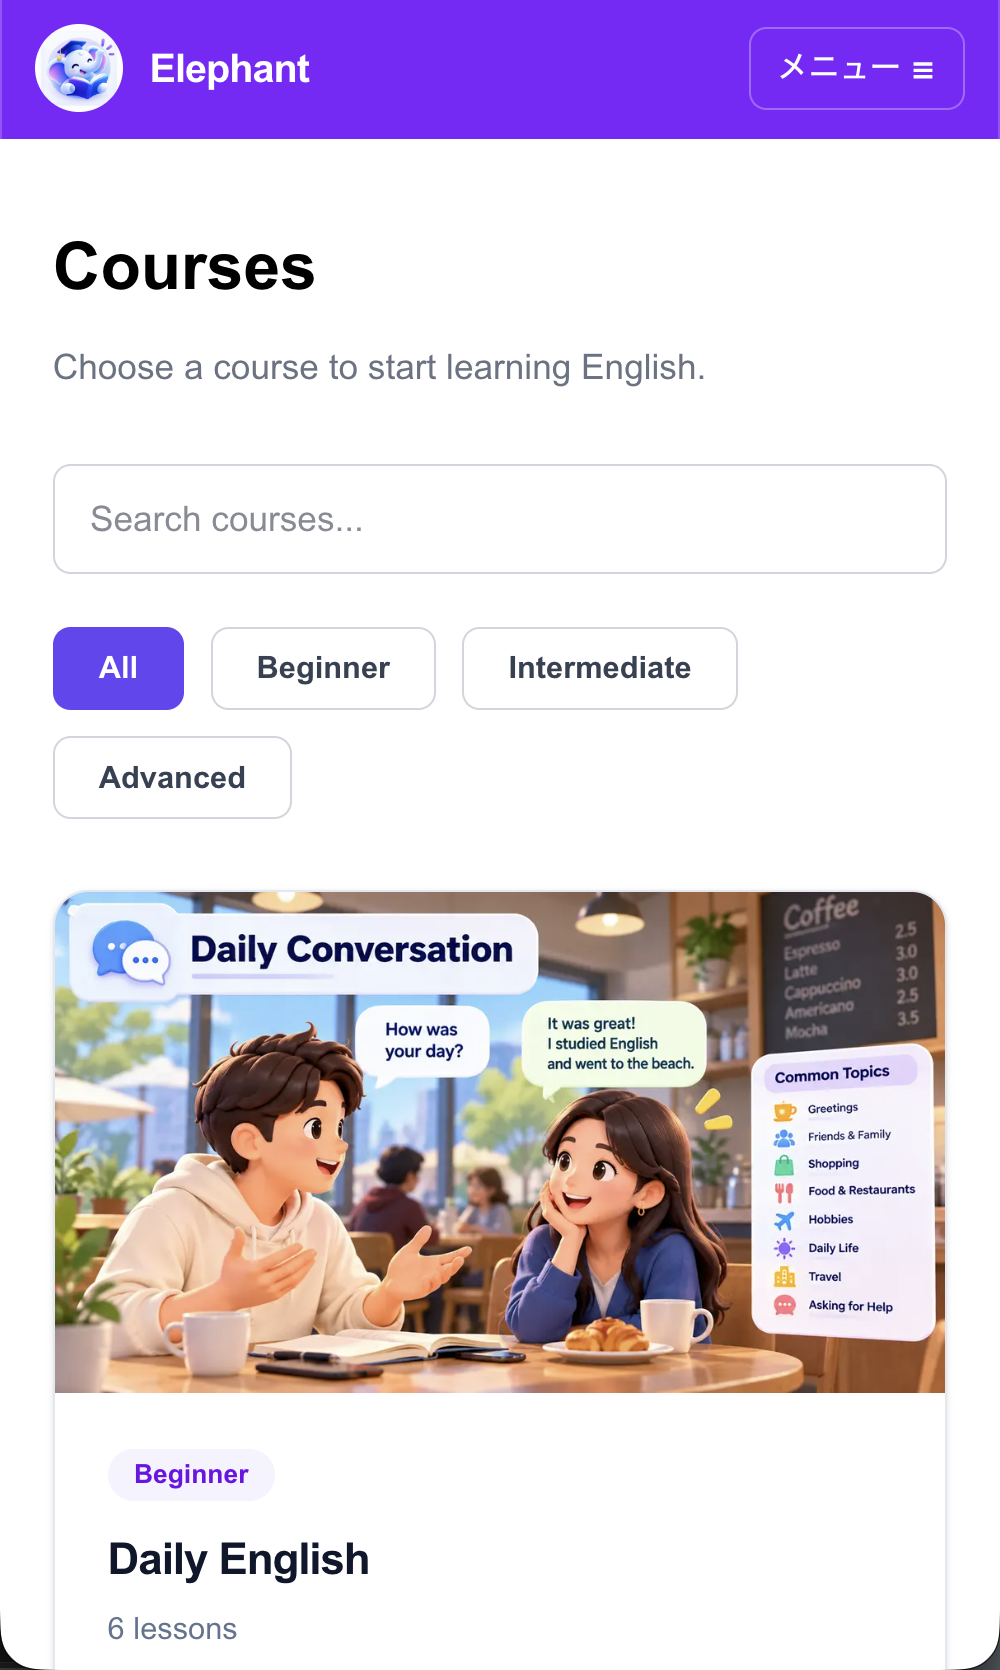 Elephant
メニュー ≡
Courses
Choose a course to start learning English.
Search courses...
All
Beginner
Intermediate
Advanced
Daily Conversation
How was
your day?
It was great!
I studied English
and went to the beach.
Coffee
Espresso 2.5
Latte 3.0
Cappuccino 3.0
Americano 2.5
Mocha 3.5
Common Topics
Greetings
Friends & Family
Shopping
Food & Restaurants
Hobbies
Daily Life
Travel
Asking for Help
Beginner
Daily English
6 lessons